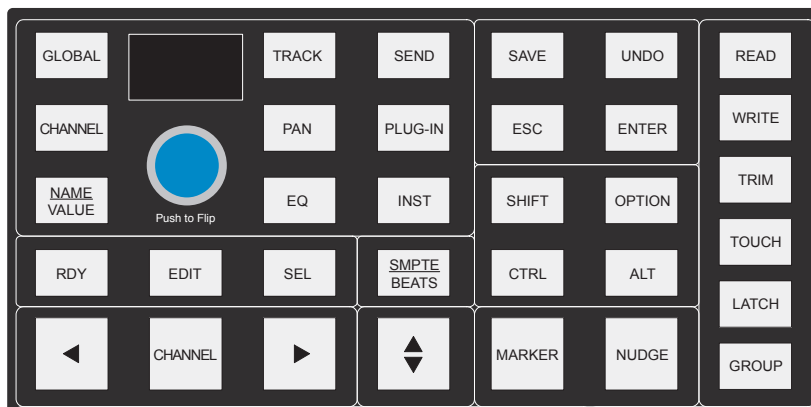 GLOBAL
TRACK
SEND
SAVE
UNDO
READ
CHANNEL
PAN
PLUG-IN
ESC
ENTER
WRITE
NAME
VALUE
Push to Flip
EQ
INST
SHIFT
OPTION
TRIM
TOUCH
RDY
EDIT
SEL
SMPTE
BEATS
CTRL
ALT
LATCH
CHANNEL
MARKER
NUDGE
GROUP